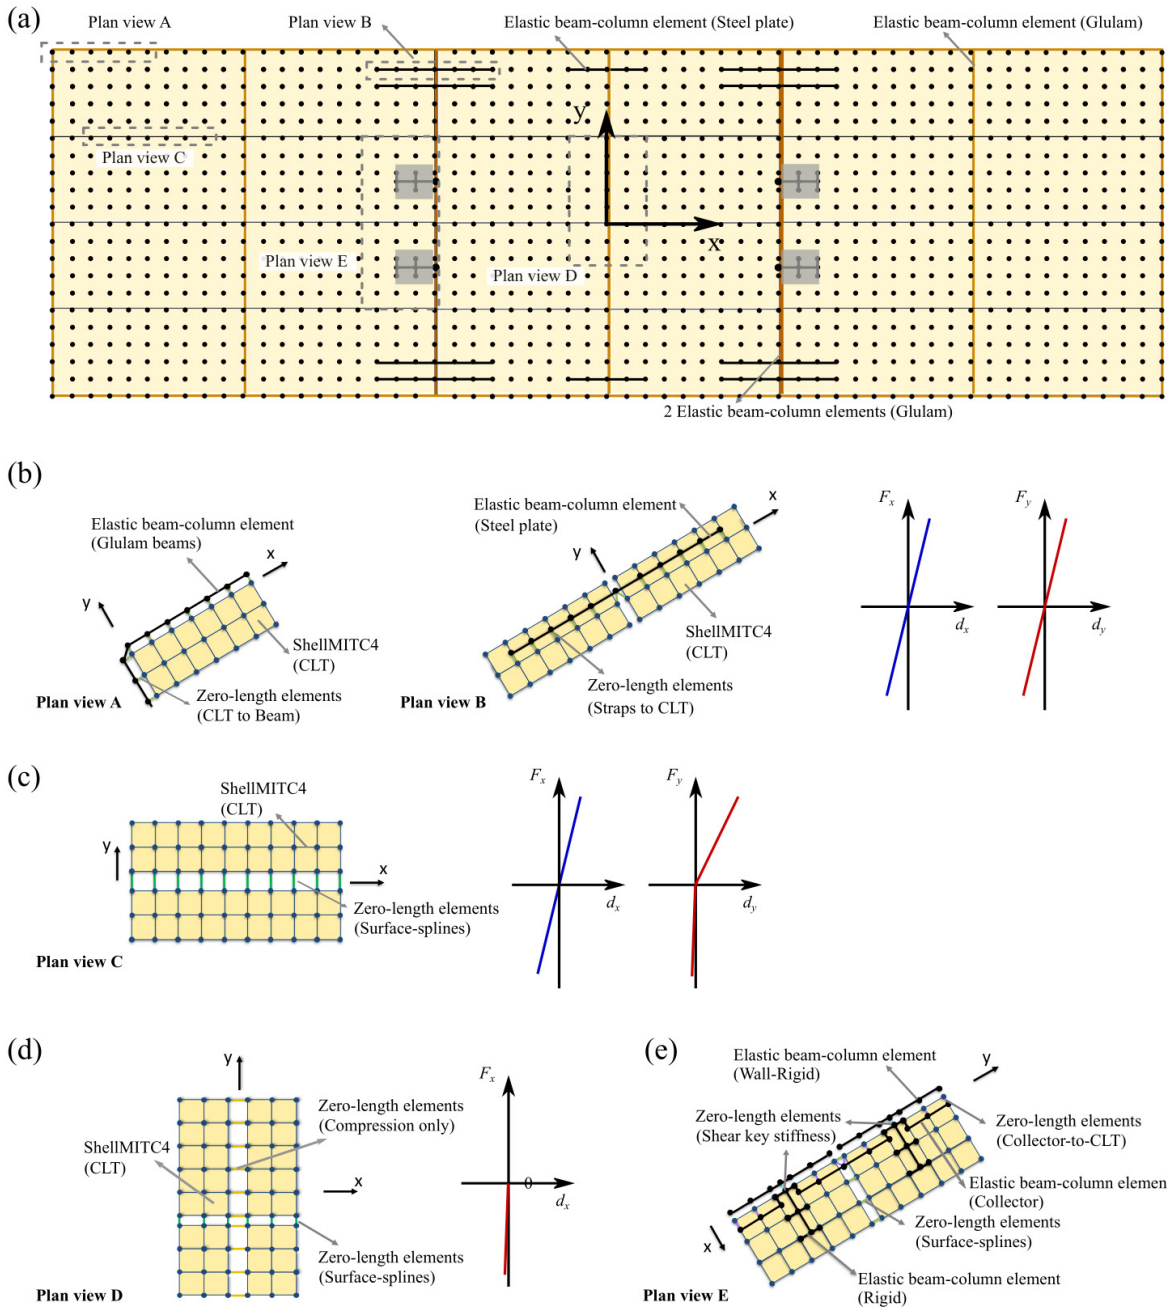 (a)
Plan view A
Plan view B
Elastic beam-column element (Steel plate)
Elastic beam-column element (Glulam)
y
Plan view C
x
Plan view E
Plan view D
2 Elastic beam-column elements (Glulam)
(b)
Elastic beam-column element
(Glulam beams)
x
y
ShellMITC4
(CLT)
Zero-length elements
(CLT to Beam)
Plan view A
Elastic beam-column element
(Steel plate)
x
y
ShellMITC4
(CLT)
Zero-length elements
(Straps to CLT)
Plan view B
Fx
dx
Fy
dy
(c)
ShellMITC4
(CLT)
y
x
Zero-length elements
(Surface-splines)
Plan view C
Fx
dx
Fy
dy
(d)
y
Zero-length elements
(Compression only)
ShellMITC4
(CLT)
x
Zero-length elements
(Surface-splines)
Plan view D
Fx
0
dx
(e)
Elastic beam-column element
(Wall-Rigid)
y
Zero-length elements
(Shear key stiffness)
Zero-length elements
(Collector-to-CLT)
Elastic beam-column elemen
(Collector)
Zero-length elements
(Surface-splines)
x
Elastic beam-column element
(Rigid)
Plan view E